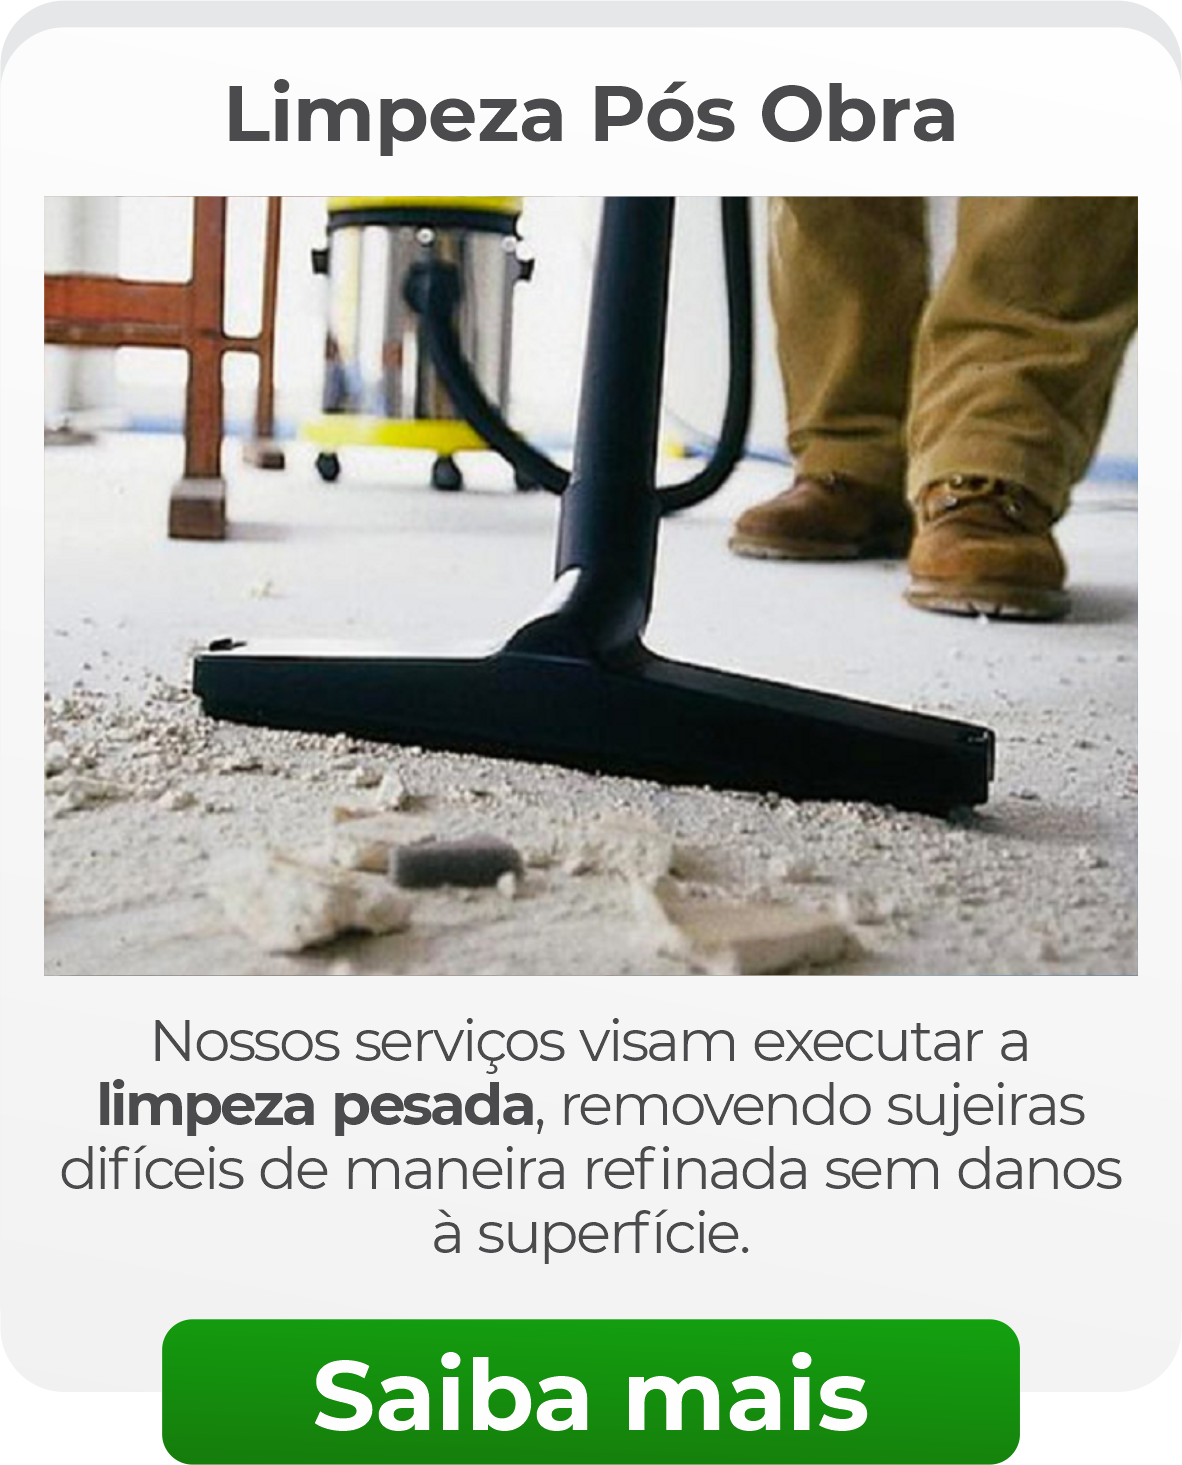 Limpeza Pós Obra
Nossos serviços visam executar a
limpeza pesada, removendo sujeiras
difíceis de maneira refinada sem danos
à superfície.
Saiba mais